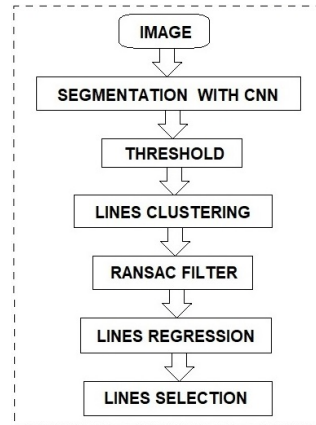 IMAGE
SEGMENTATION WITH CNN
THRESHOLD
LINES CLUSTERING
RANSAC FILTER
LINES REGRESSION
LINES SELECTION